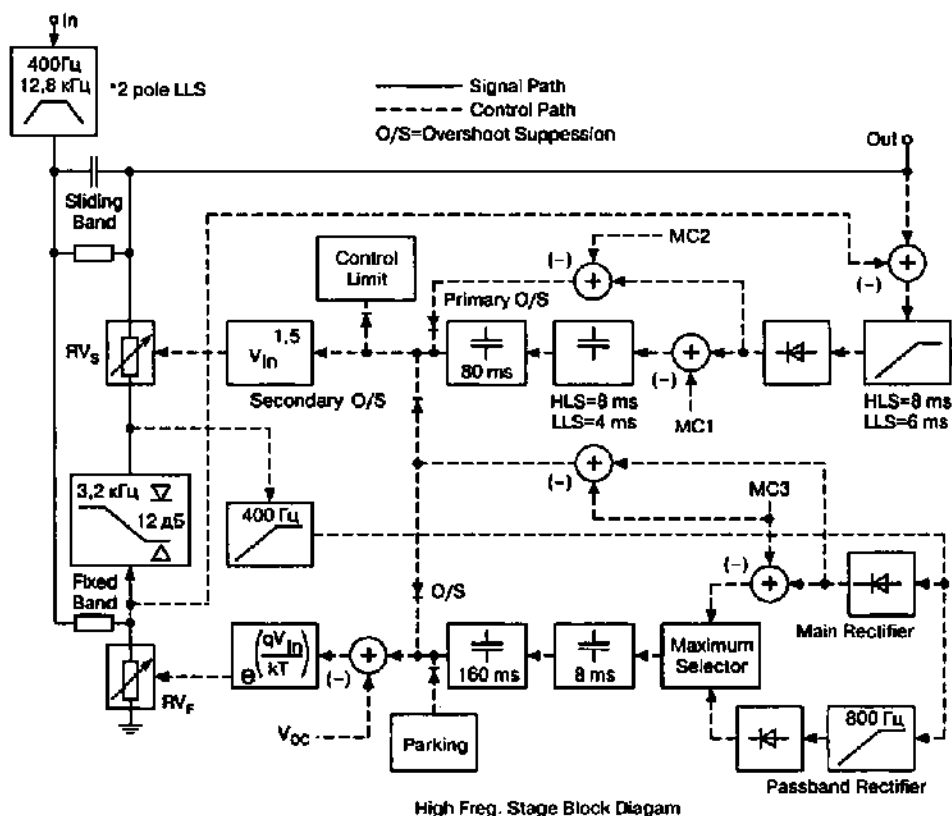 In
400Гц
12,8 кГц
*2 pole LLS
Signal Path
Control Path
O/S=Overshoot Suppession
Out
Sliding
Band
MC2
(-)
(-)
Control
Limit
Primary O/S
RVS
Vin 1,5
80 ms
HLS=8 ms
LLS=4 ms
(-)
MC1
HLS=8 ms
LLS=6 ms
Secondary O/S
3,2 кГц
12 дБ
400 Гц
(-)
MC3
(-)
Fixed
Band
O/S
Main Rectifier
RVF
e(qVin/kT)
(-)
160 ms
8 ms
Maximum
Selector
VOC
Parking
800 Гц
Passband Rectifier
High Freq. Stage Block Diagam